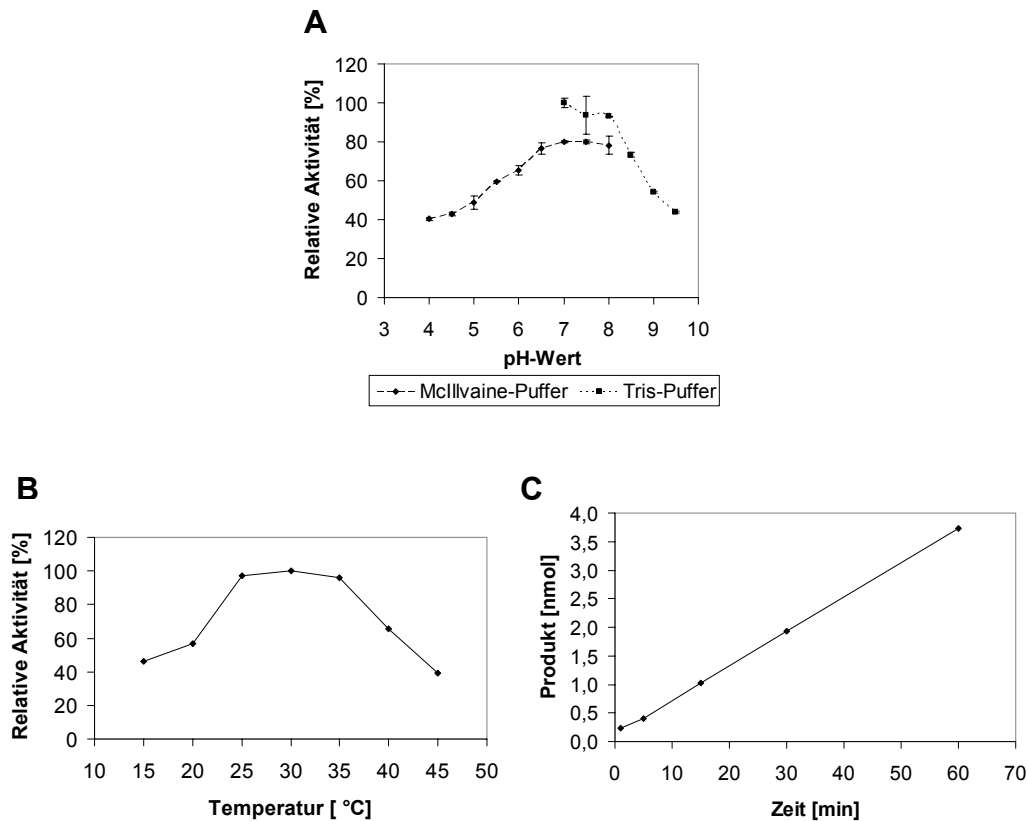 A
Relative Aktivität [%]
120
100
80
60
40
20
0
3 4 5 6 7 8 9 10
pH-Wert
McIllvaine-Puffer Tris-Puffer
B
Relative Aktivität [%]
120
100
80
60
40
20
0
10 15 20 25 30 35 40 45 50
Temperatur [ °C]
C
Produkt [nmol]
4,0
3,5
3,0
2,5
2,0
1,5
1,0
0,5
0,0
0 10 20 30 40 50 60 70
Zeit [min]